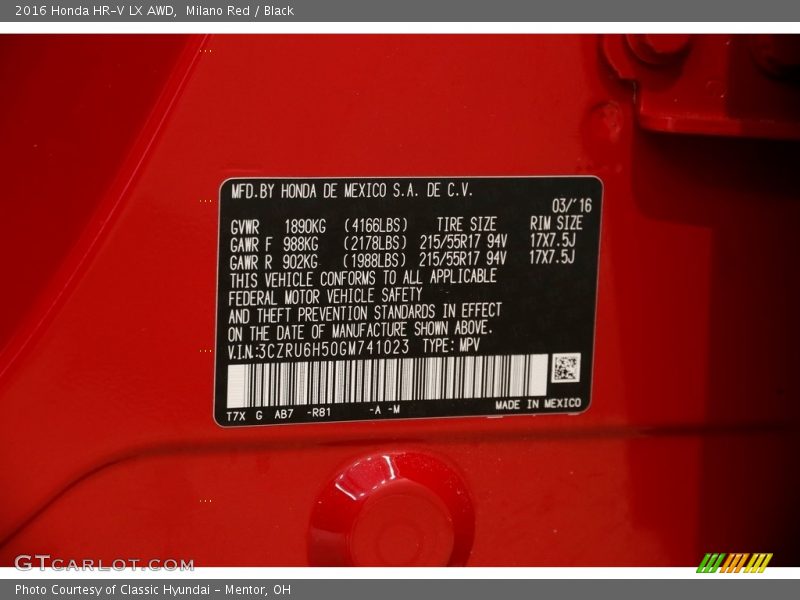 2016 Honda HR-V LX AWD,  Milano Red / Black
MFD.BY HONDA DE MEXICO S.A. DE C.V.
03/'16
GVWR 1890KG (4166LBS) TIRE SIZE RIM SIZE
GAWR F 988KG (2178LBS) 215/55R17 94V 17X7.5J
GAWR R 902KG (1988LBS) 215/55R17 94V 17X7.5J
THIS VEHICLE CONFORMS TO ALL APPLICABLE
FEDERAL MOTOR VEHICLE SAFETY
AND THEFT PREVENTION STANDARDS IN EFFECT
ON THE DATE OF MANUFACTURE SHOWN ABOVE.
V.I.N:3CZRU6H50GM741023 TYPE: MPV
T7X G AB7 -R81 -A -M MADE IN MEXICO
GTCARLOT.COM
Photo Courtesy of Classic Hyundai - Mentor, OH